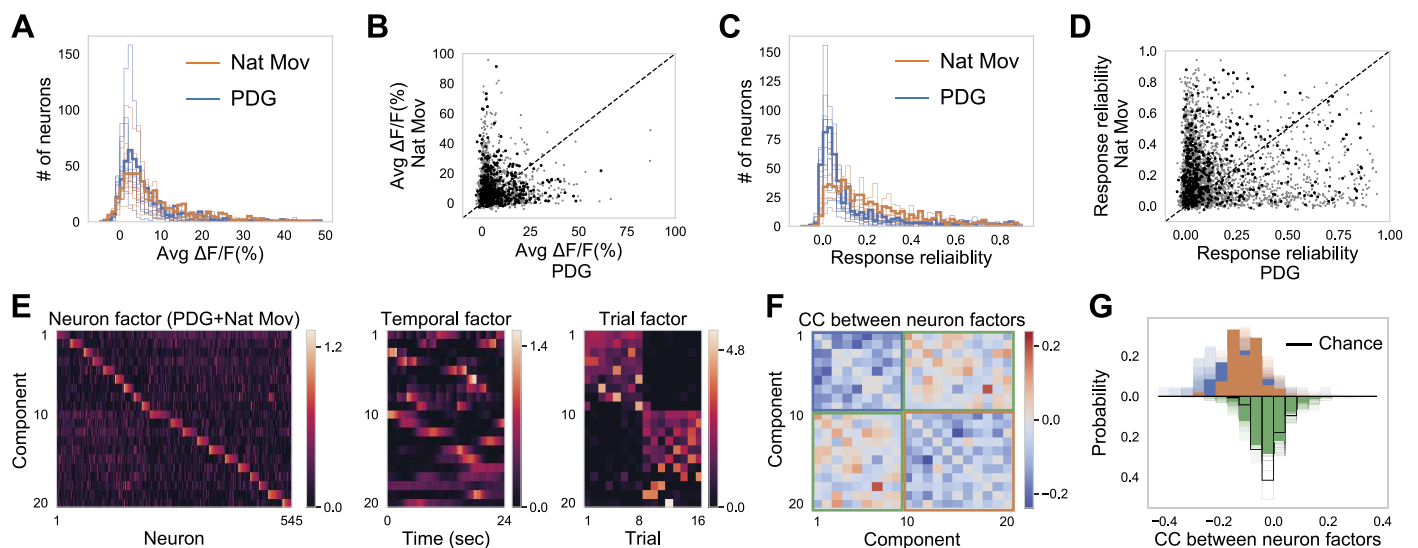 A
150
100
50
0
# of neurons
Nat Mov
PDG
0
10
20
30
40
50
Avg ΔF/F(%)
B
100
80
60
40
20
0
Avg ΔF/F(%)
Nat Mov
0
25
50
75
100
Avg ΔF/F(%)
PDG
C
150
125
100
75
50
25
0
# of neurons
Nat Mov
PDG
0.0
0.2
0.4
0.6
0.8
Response reliaiblity
D
1.0
0.8
0.6
0.4
0.2
0.0
Response reliability
Nat Mov
0.00
0.25
0.50
0.75
1.00
Response reliability
PDG
E
Neuron factor (PDG+Nat Mov)
1
10
20
Component
1
545
Neuron
1.2
0.0
Temporal factor
1
10
20
0
24
Time (sec)
1.4
0.0
Trial factor
1
10
20
1
8
16
Trial
4.8
0.0
F
CC between neuron factors
1
10
20
Component
1
10
20
Component
0.2
0.0
−0.2
G
Chance
0.2
0.0
0.2
0.4
Probability
−0.4
−0.2
0.0
0.2
0.4
CC between neuron factors